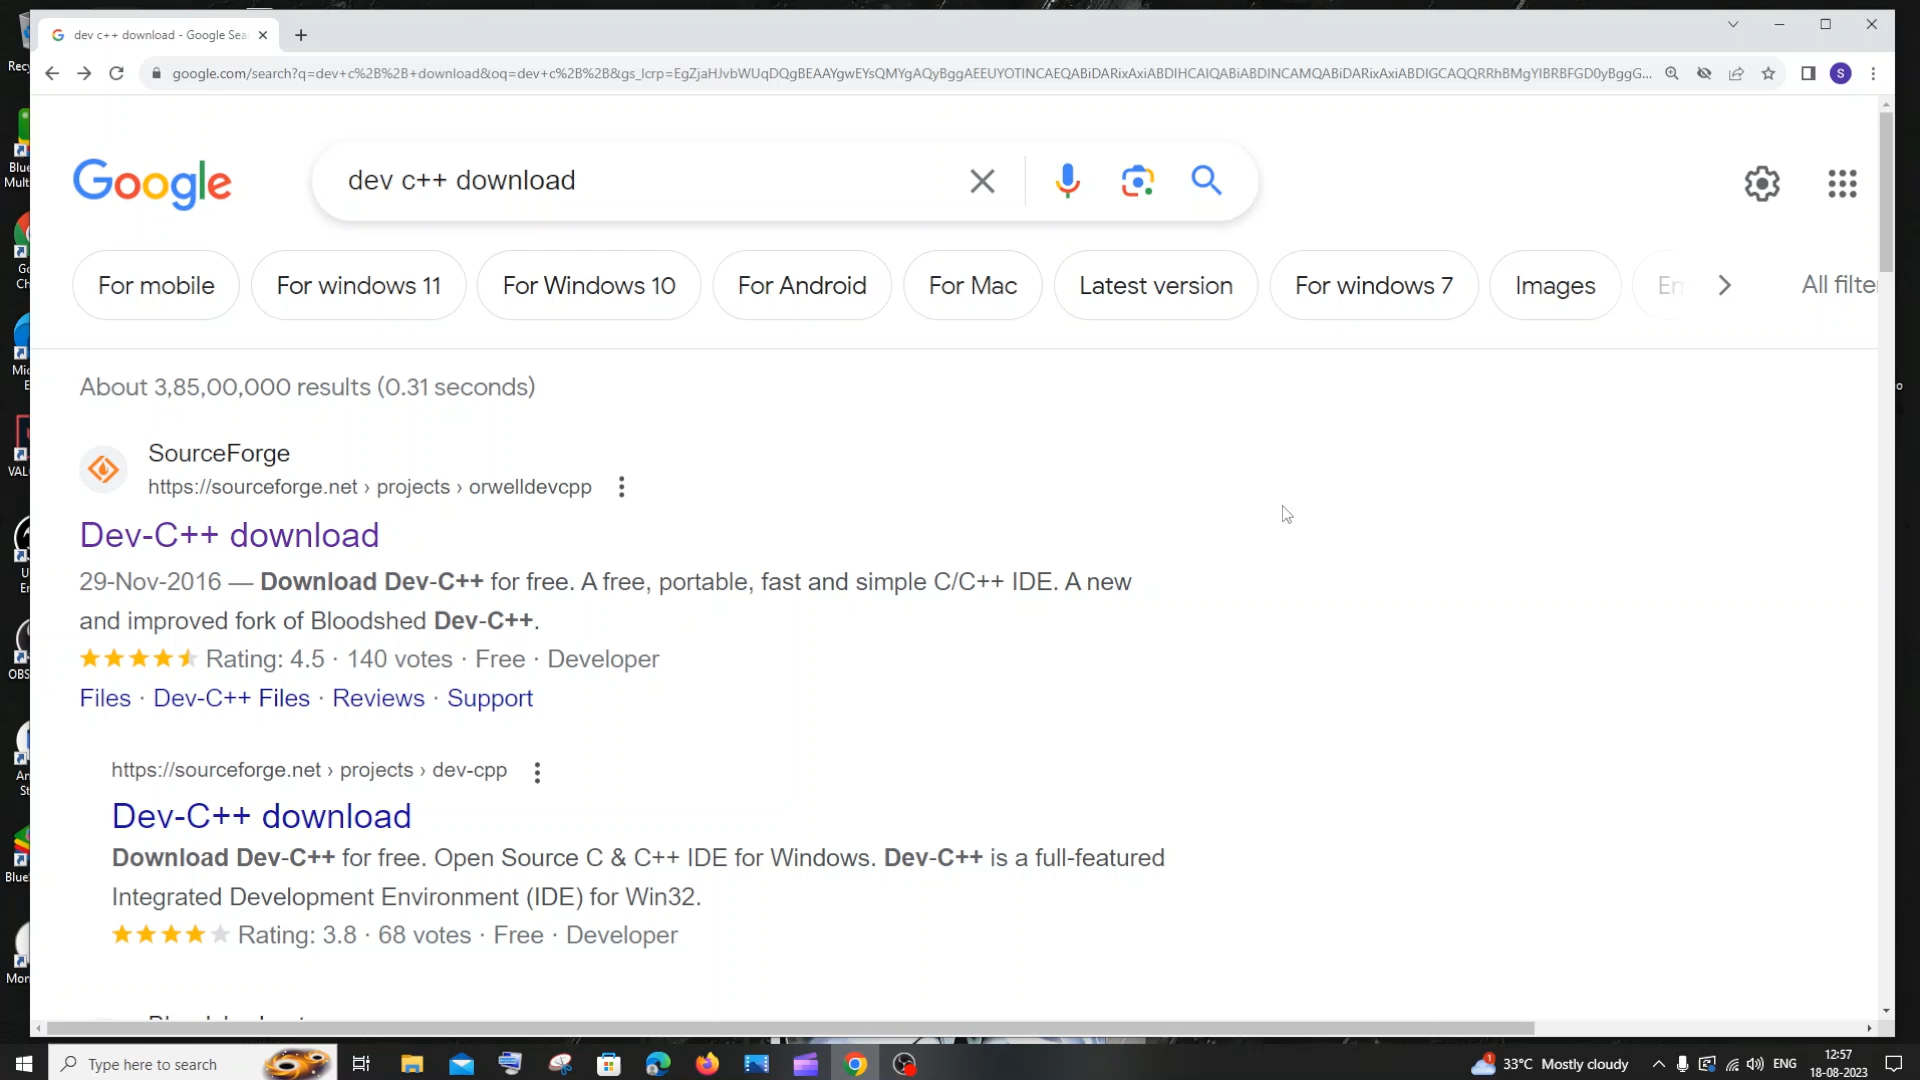 dev c++ download - Google Sea
google.com/search?q=dev+c%2B%2B+download&oq=dev+c%2B%2B&gs_lcrp=
S
Google
dev c++ download
For mobile
For windows 11
For Windows 10
For Android
For Mac
Latest version
For windows 7
Images
All filte
About 3,85,00,000 results (0.31 seconds)
SourceForge
https://sourceforge.net › projects › orwelldevcpp
Dev-C++ download
29-Nov-2016 — Download Dev-C++ for free. A free, portable, fast and simple C/C++ IDE. A new
and improved fork of Bloodshed Dev-C++.
Rating: 4.5 · 140 votes · Free · Developer
Files · Dev-C++ Files · Reviews · Support
https://sourceforge.net › projects › dev-cpp
Dev-C++ download
Download Dev-C++ for free. Open Source C & C++ IDE for Windows. Dev-C++ is a full-featured
Integrated Development Environment (IDE) for Win32.
Rating: 3.8 · 68 votes · Free · Developer
Type here to search
33°C Mostly cloudy
ENG
12:57
18-08-2023